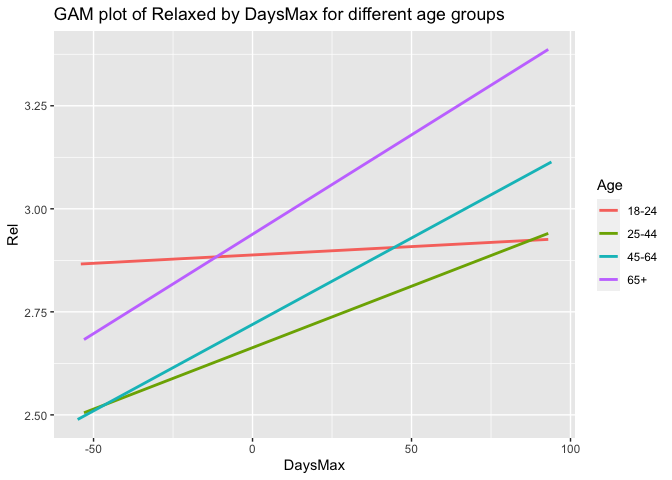 GAM plot of Relaxed by DaysMax for different age groups
3.25
3.00
2.75
2.50
Rel
-50 0 50 100
DaysMax
Age
18-24
25-44
45-64
65+